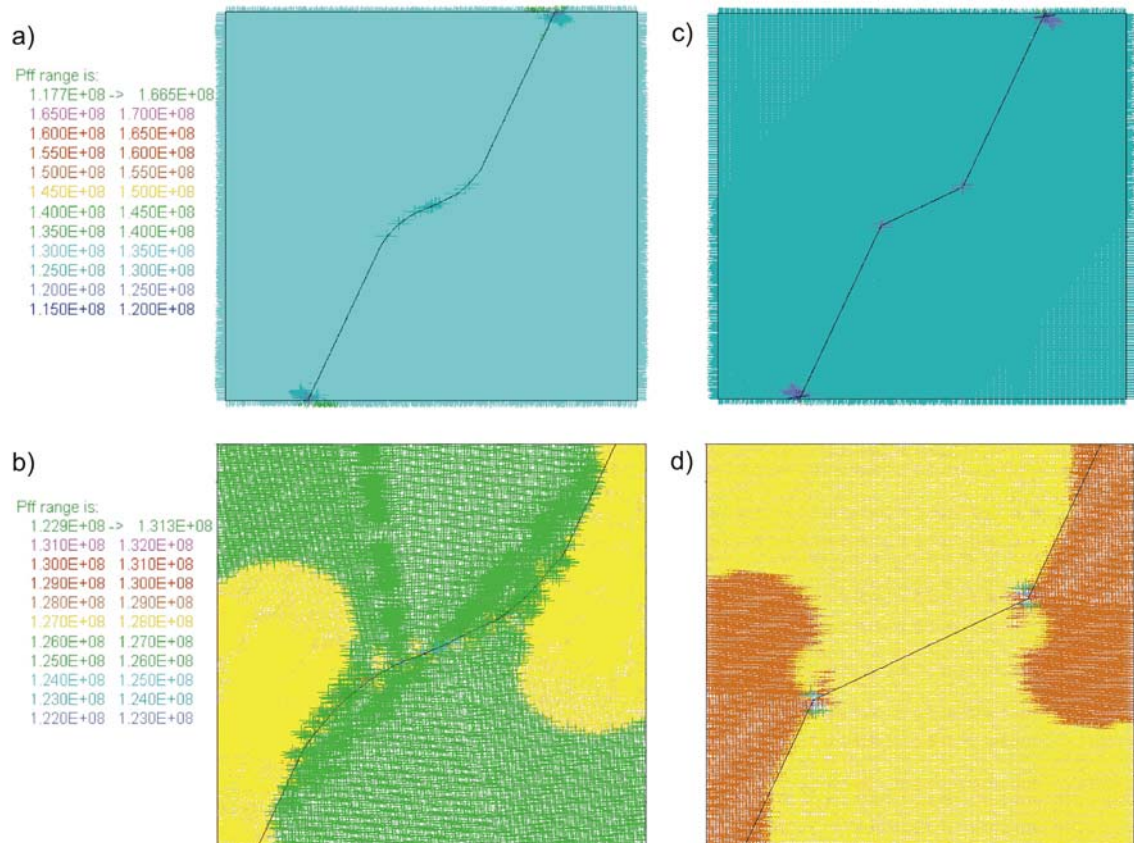 a)
Pff range is:
1.177E+08 -> 1.665E+08
1.650E+08 1.700E+08
1.600E+08 1.650E+08
1.550E+08 1.600E+08
1.500E+08 1.550E+08
1.450E+08 1.500E+08
1.400E+08 1.450E+08
1.350E+08 1.400E+08
1.300E+08 1.350E+08
1.250E+08 1.300E+08
1.200E+08 1.250E+08
1.150E+08 1.200E+08
c)
b)
Pff range is:
1.229E+08 -> 1.313E+08
1.310E+08 1.320E+08
1.300E+08 1.310E+08
1.290E+08 1.300E+08
1.280E+08 1.290E+08
1.270E+08 1.280E+08
1.260E+08 1.270E+08
1.250E+08 1.260E+08
1.240E+08 1.250E+08
1.230E+08 1.240E+08
1.220E+08 1.230E+08
d)